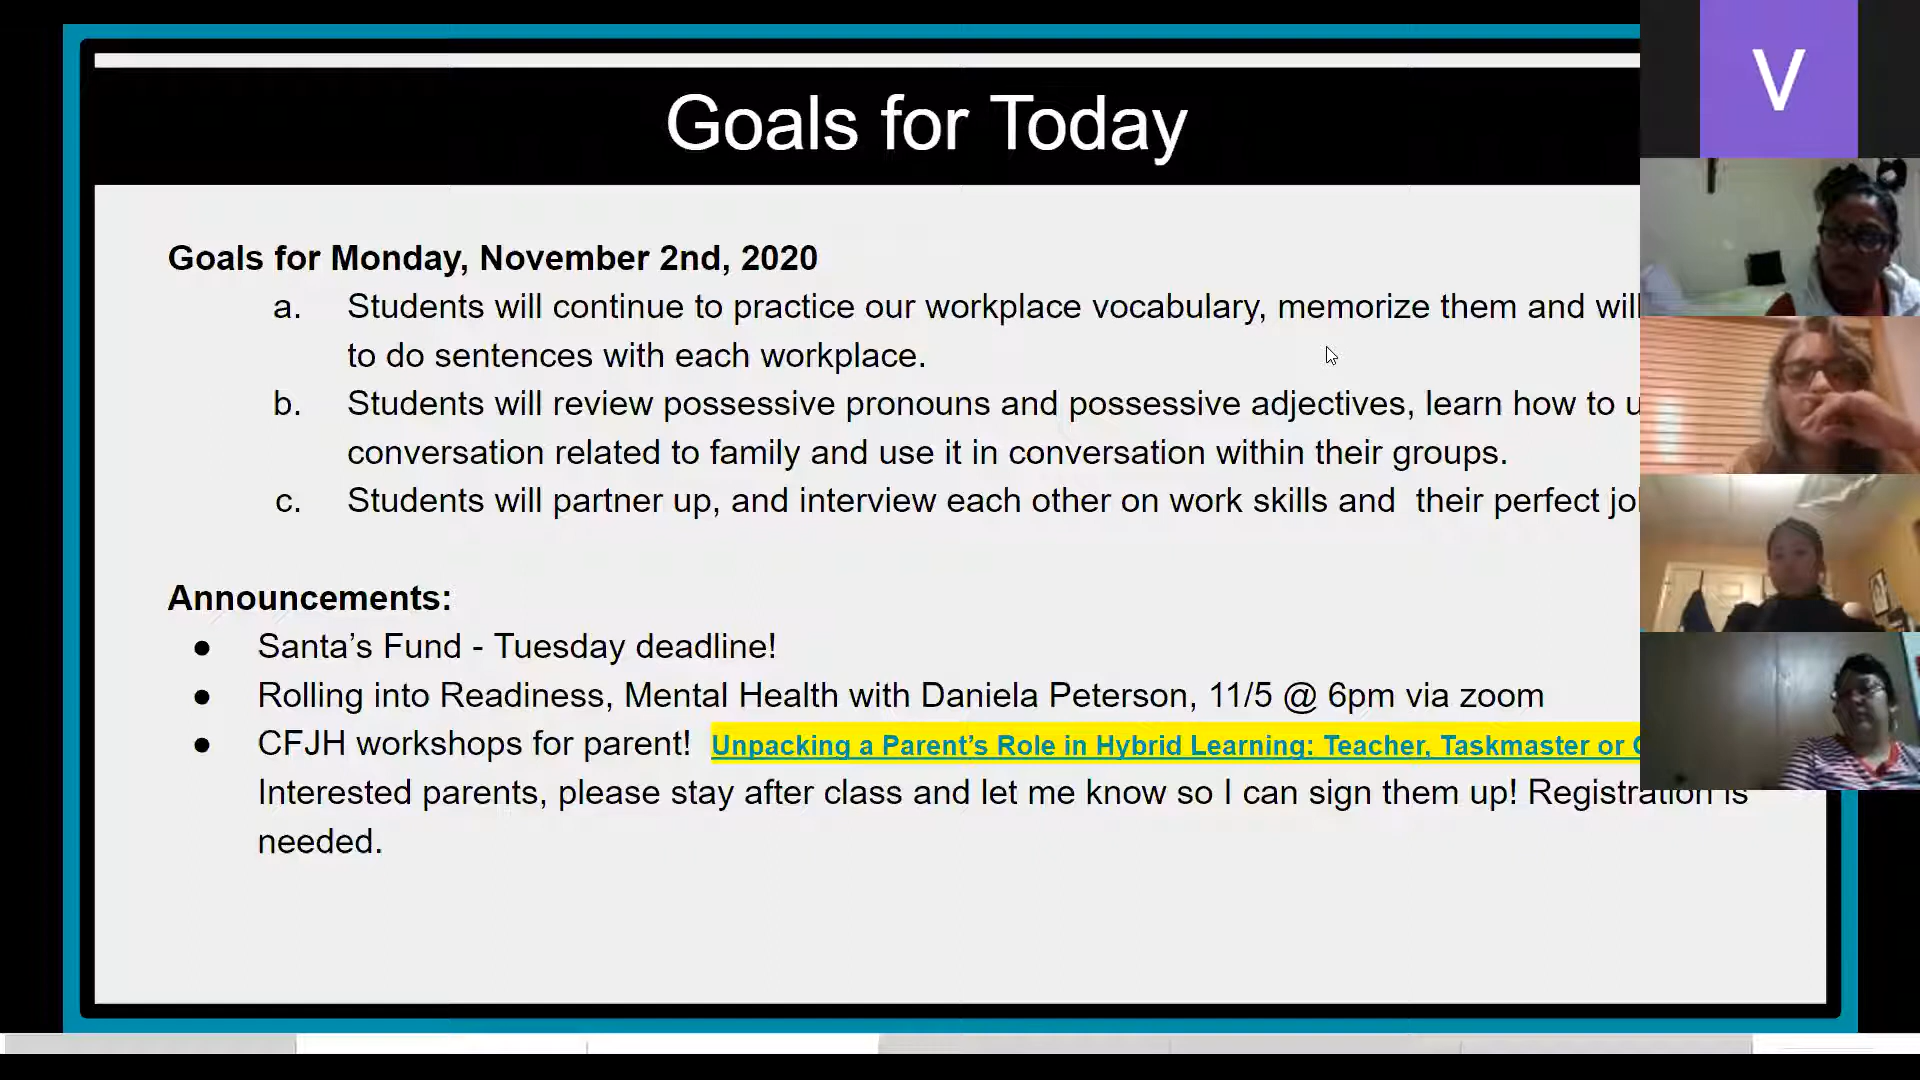 Goals for Today
V
Goals for Monday, November 2nd, 2020
a. Students will continue to practice our workplace vocabulary, memorize them and will
to do sentences with each workplace.
b. Students will review possessive pronouns and possessive adjectives, learn how to
conversation related to family and use it in conversation within their groups.
c. Students will partner up, and interview each other on work skills and their perfect
Announcements:
● Santa’s Fund - Tuesday deadline!
● Rolling into Readiness, Mental Health with Daniela Peterson, 11/5 @ 6pm via zoom
● CFJH workshops for parent! Unpacking a Parent’s Role in Hybrid Learning: Teacher, Taskmaster or
Interested parents, please stay after class and let me know so I can sign them up! Registration is
needed.